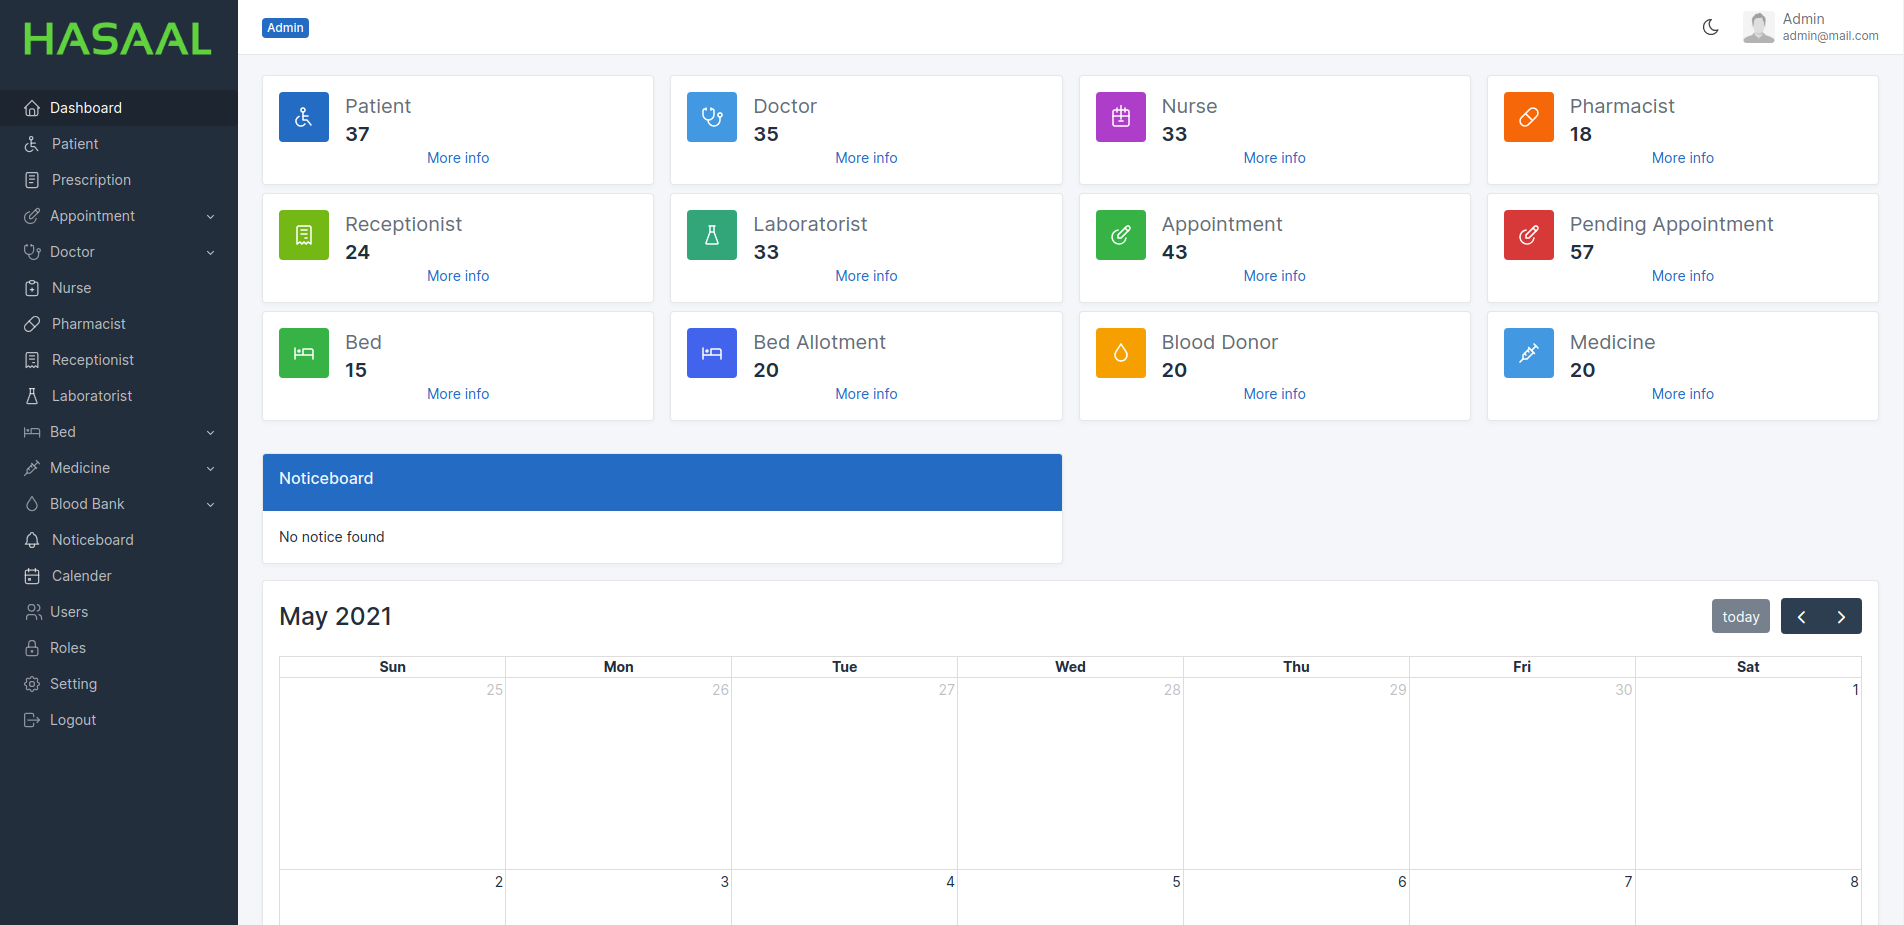 HASAAL
Dashboard
Patient
Prescription
Appointment
Doctor
Nurse
Pharmacist
Receptionist
Laboratorist
Bed
Medicine
Blood Bank
Noticeboard
Calender
Users
Roles
Setting
Logout
Admin
Admin
admin@mail.com
Patient
37
More info
Doctor
35
More info
Nurse
33
More info
Pharmacist
18
More info
Receptionist
24
More info
Laboratorist
33
More info
Appointment
43
More info
Pending Appointment
57
More info
Bed
15
More info
Bed Allotment
20
More info
Blood Donor
20
More info
Medicine
20
More info
Noticeboard
No notice found
May 2021
today
Sun Mon Tue Wed Thu Fri Sat
25 26 27 28 29 30 1
2 3 4 5 6 7 8